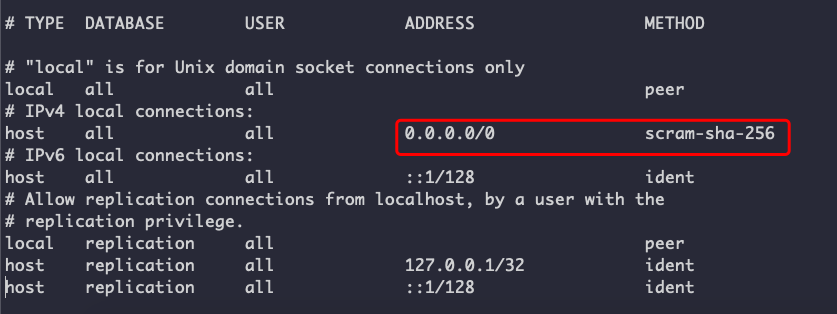 # TYPE  DATABASE        USER            ADDRESS                 METHOD
# "local" is for Unix domain socket connections only
local   all             all                                     peer
# IPv4 local connections:
host    all             all             0.0.0.0/0               scram-sha-256
# IPv6 local connections:
host    all             all             ::1/128                 ident
# Allow replication connections from localhost, by a user with the
# replication privilege.
local   replication     all                                     peer
host    replication     all             127.0.0.1/32            ident
host    replication     all             ::1/128                 ident